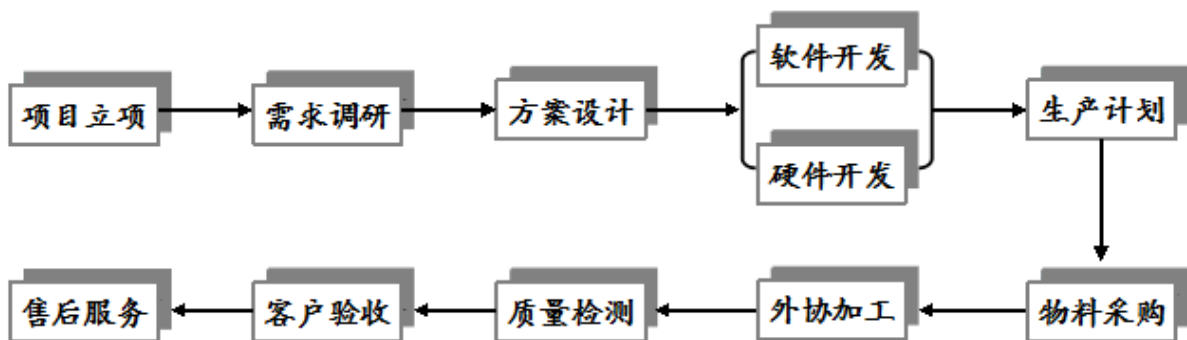 项目立项
需求调研
方案设计
软件开发
硬件开发
生产计划
物料采购
外协加工
质量检测
客户验收
售后服务